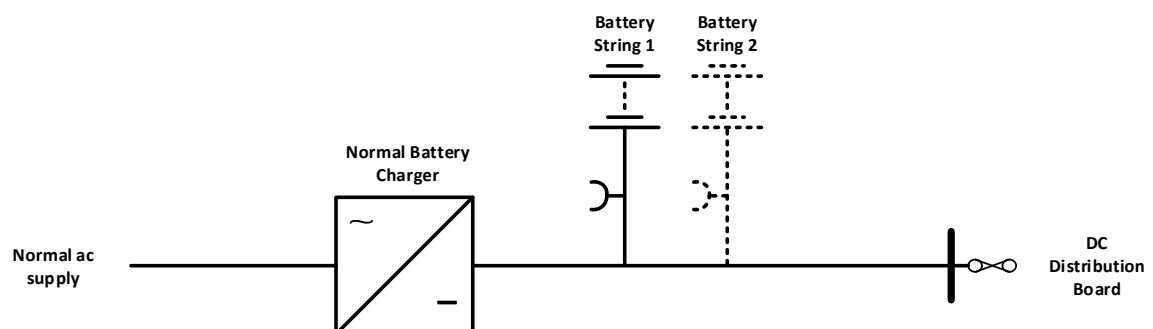 Battery
String 1
Battery
String 2
Normal Battery
Charger
Normal ac
supply
DC
Distribution
Board